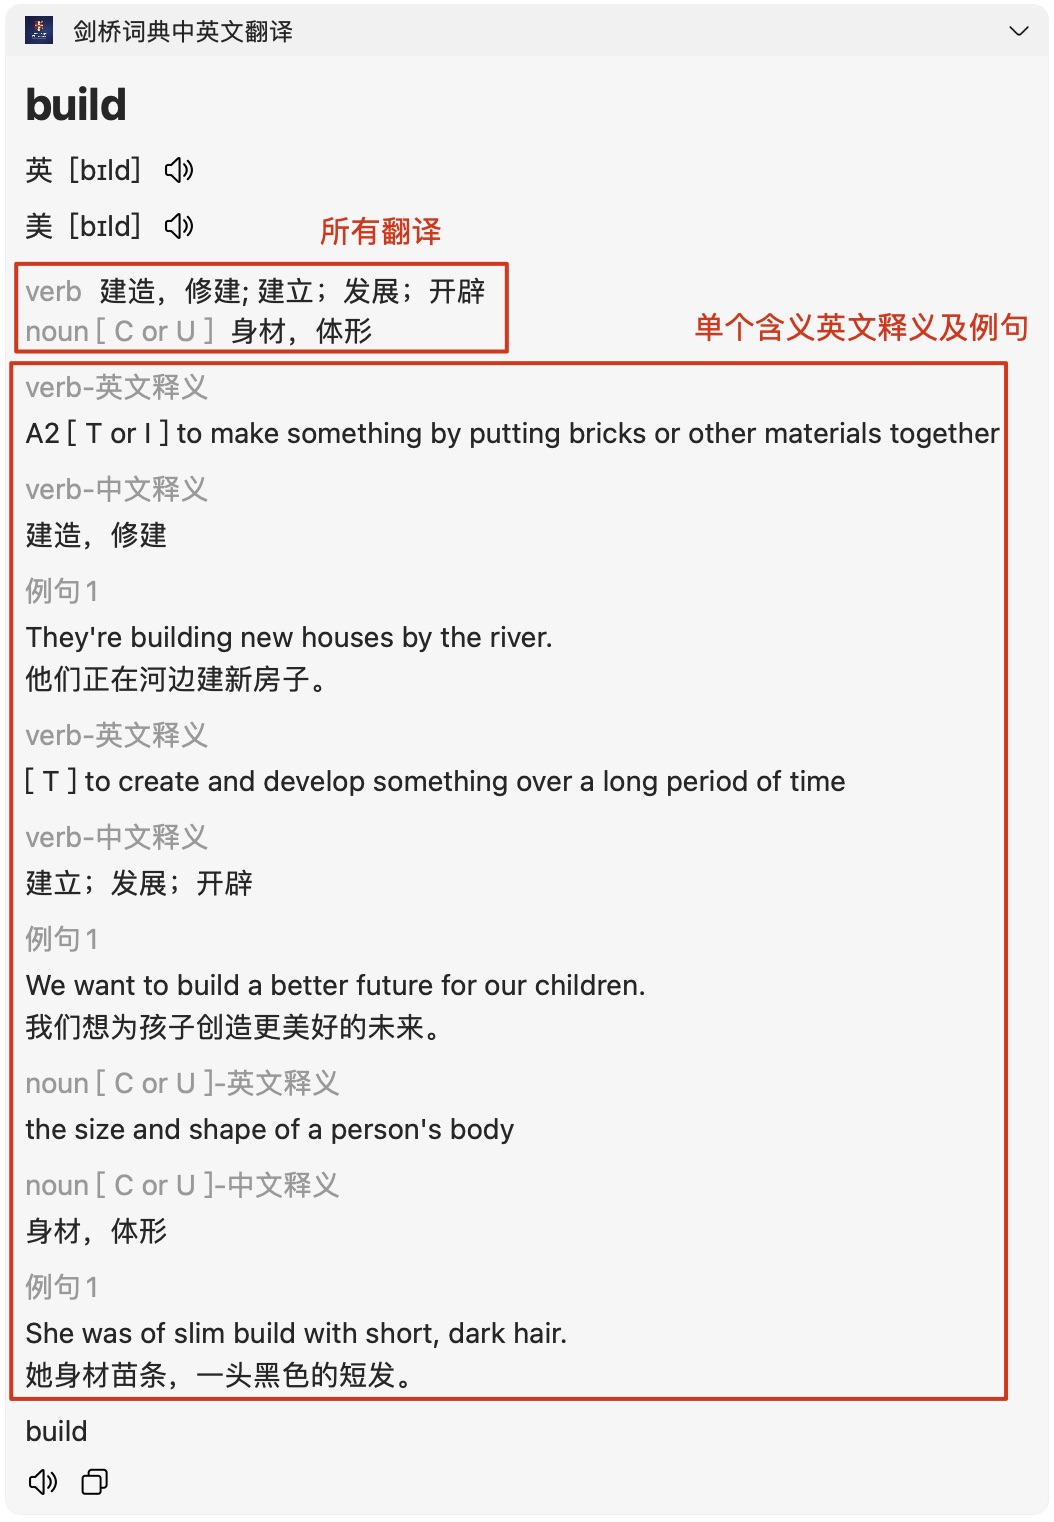 剑桥词典中英文翻译
build
英 [bɪld]
美 [bɪld]
所有翻译
verb 建造，修建; 建立；发展；开辟
noun [ C or U ] 身材，体形
单个含义英文释义及例句
verb-英文释义
A2 [ T or I ] to make something by putting bricks or other materials together
verb-中文释义
建造，修建
例句 1
They're building new houses by the river.
他们正在河边建新房子。
verb-英文释义
[ T ] to create and develop something over a long period of time
verb-中文释义
建立；发展；开辟
例句 1
We want to build a better future for our children.
我们想为孩子创造更美好的未来。
noun [ C or U ]-英文释义
the size and shape of a person's body
noun [ C or U ]-中文释义
身材，体形
例句 1
She was of slim build with short, dark hair.
她身材苗条，一头黑色的短发。
build